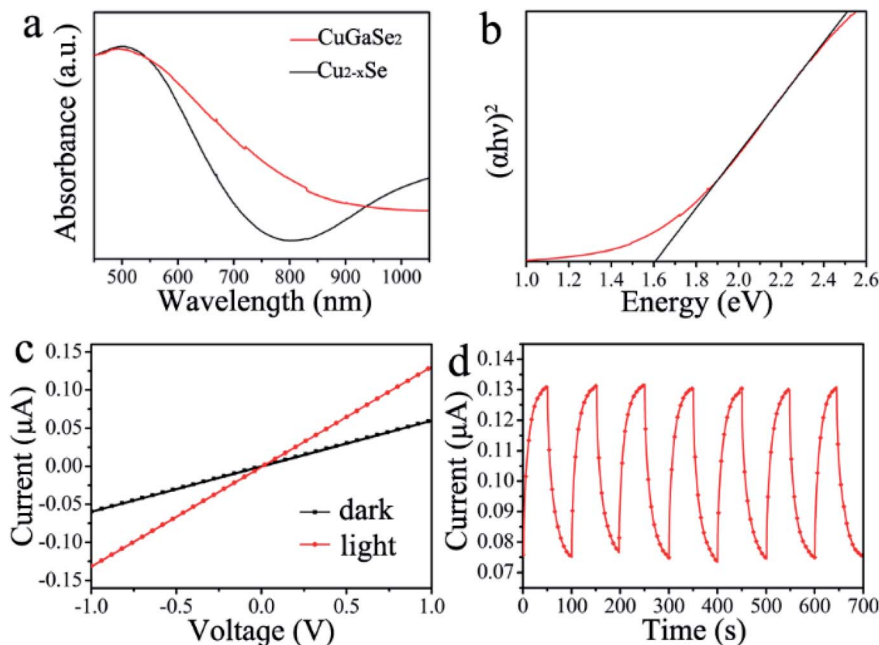 a
CuGaSe2
Cu2-xSe
Absorbance (a.u.)
500 600 700 800 900 1000
Wavelength (nm)
b
(αhν)2
1.0 1.2 1.4 1.6 1.8 2.0 2.2 2.4 2.6
Energy (eV)
c
0.15
0.10
0.05
0.00
-0.05
-0.10
-0.15
Current (μA)
dark
light
-1.0 -0.5 0.0 0.5 1.0
Voltage (V)
d
0.14
0.13
0.12
0.11
0.10
0.09
0.08
0.07
Current (μA)
0 100 200 300 400 500 600 700
Time (s)